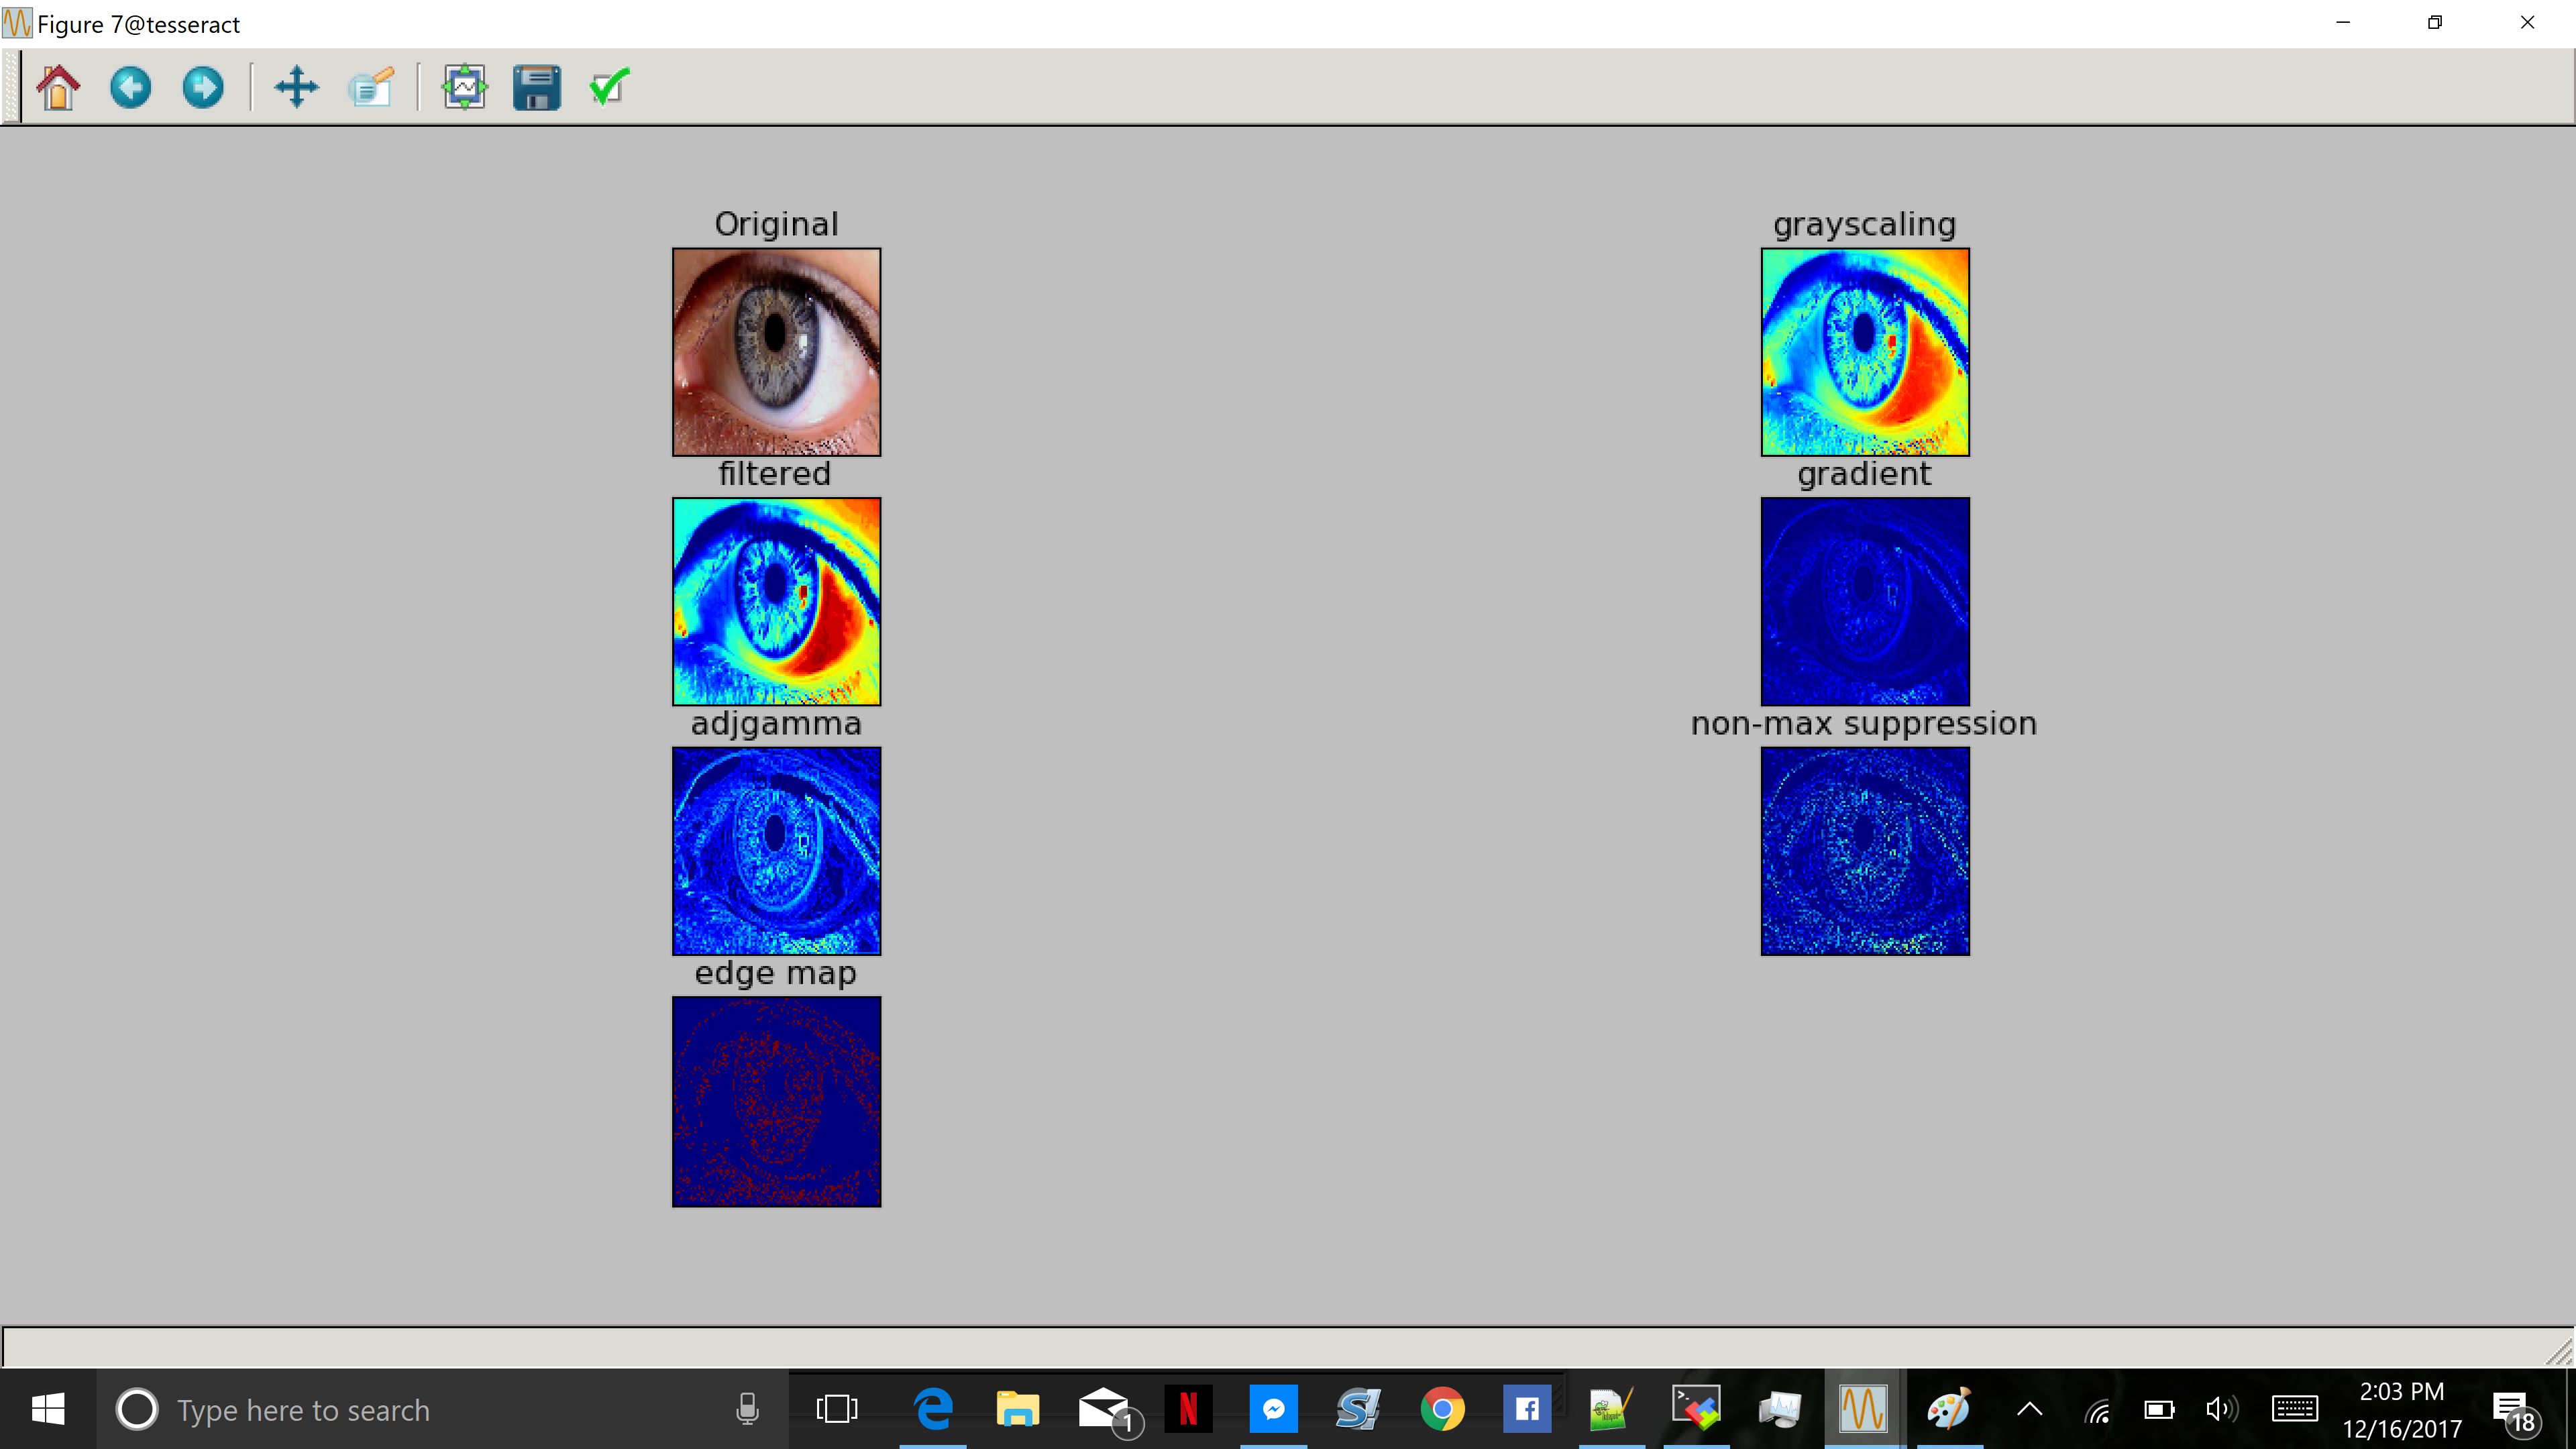 Figure 7@tesseract
Original
grayscaling
filtered
gradient
adjgamma
non-max suppression
edge map
Type here to search
1
2:03 PM
12/16/2017
18